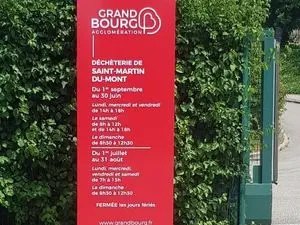 GRAND
BOURG
AGGLOMÉRATION
DÉCHÈTERIE DE
SAINT-MARTIN
DU-MONT
Du 1er septembre
au 30 juin
Lundi, mercredi et vendredi
de 14h à 18h
Le samedi
de 8h à 12h
et de 14h à 18h
Le dimanche
de 8h30 à 12h30
Du 1er juillet
au 31 août
Lundi, mercredi,
vendredi et samedi
de 7h à 13h
Le dimanche
de 8h30 à 12h30
FERMÉE les jours fériés
www.grandbourg.fr